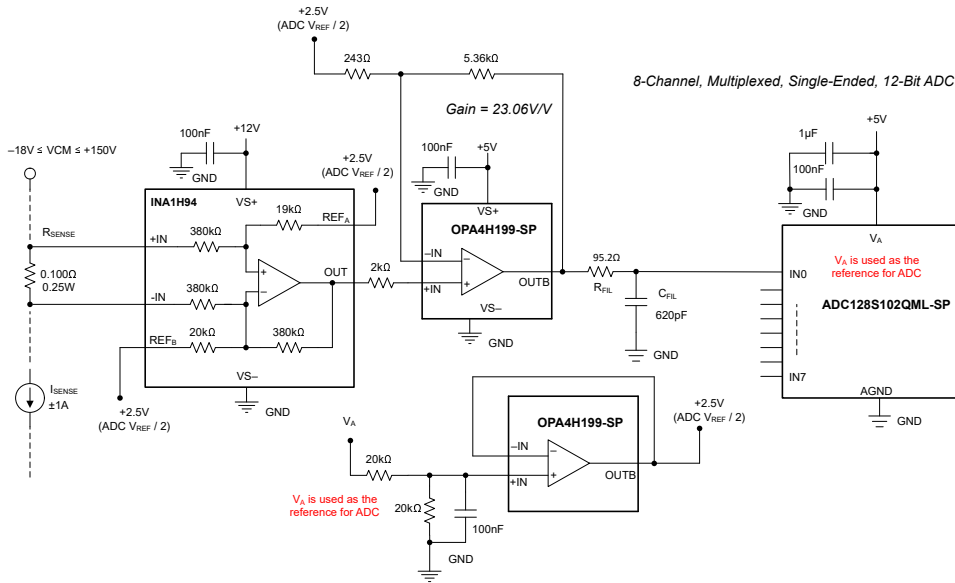 +2.5V
(ADC VREF / 2)
243Ω
5.36kΩ
8-Channel, Multiplexed, Single-Ended, 12-Bit ADC
Gain = 23.06V/V
100nF
+12V
GND
–18V ≤ VCM ≤ +150V
+2.5V
(ADC VREF / 2)
100nF
+5V
GND
1µF
+5V
100nF
GND
INA1H94
VS+
19kΩ
REFA
RSENSE
+IN
380kΩ
+
−
OUT
0.100Ω
0.25W
-IN
380kΩ
REFB
20kΩ
380kΩ
VS–
GND
+2.5V
(ADC VREF / 2)
ISENSE
±1A
2kΩ
VS+
OPA4H199-SP
–IN
+IN
−
+
OUTB
VS–
GND
95.2Ω
RFIL
CFIL
620pF
GND
VA
IN0
VA is used as the
reference for ADC
ADC128S102QML-SP
IN7
AGND
GND
VA
20kΩ
VA is used as the
reference for ADC
20kΩ
100nF
GND
OPA4H199-SP
–IN
+IN
−
+
OUTB
+2.5V
(ADC VREF / 2)